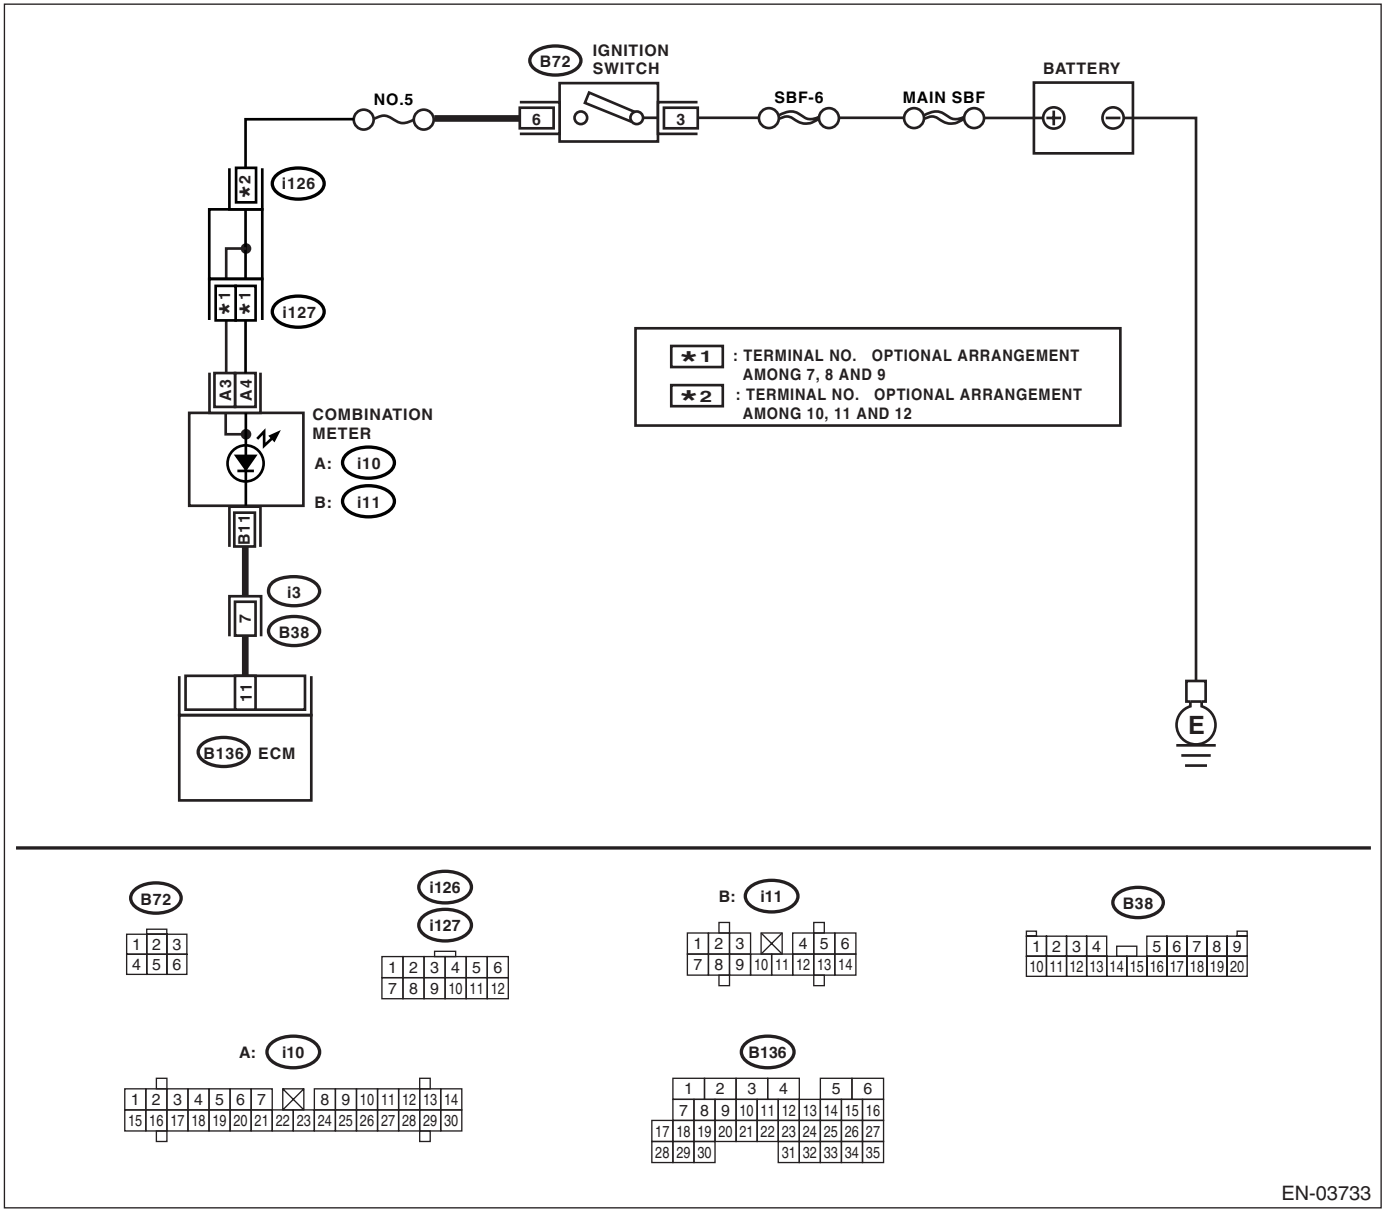 B72 IGNITION
SWITCH
BATTERY
NO.5
SBF-6
MAIN SBF
6
3
+
−
*2
i126
*1 *1
i127
*1 : TERMINAL NO. OPTIONAL ARRANGEMENT
AMONG 7, 8 AND 9
*2 : TERMINAL NO. OPTIONAL ARRANGEMENT
AMONG 10, 11 AND 12
A3 A4
COMBINATION
METER
A: i10
B: i11
B11
i3
7
B38
11
B136 ECM
E
B72
1 2 3
4 5 6
i126
i127
1 2 3 4 5 6
7 8 9 10 11 12
B: i11
1 2 3 4 5 6
7 8 9 10 11 12 13 14
B38
1 2 3 4 5 6 7 8 9
10 11 12 13 14 15 16 17 18 19 20
A: i10
1 2 3 4 5 6 7 8 9 10 11 12 13 14
15 16 17 18 19 20 21 22 23 24 25 26 27 28 29 30
B136
1 2 3 4 5 6
7 8 9 10 11 12 13 14 15 16
17 18 19 20 21 22 23 24 25 26 27
28 29 30 31 32 33 34 35
EN-03733